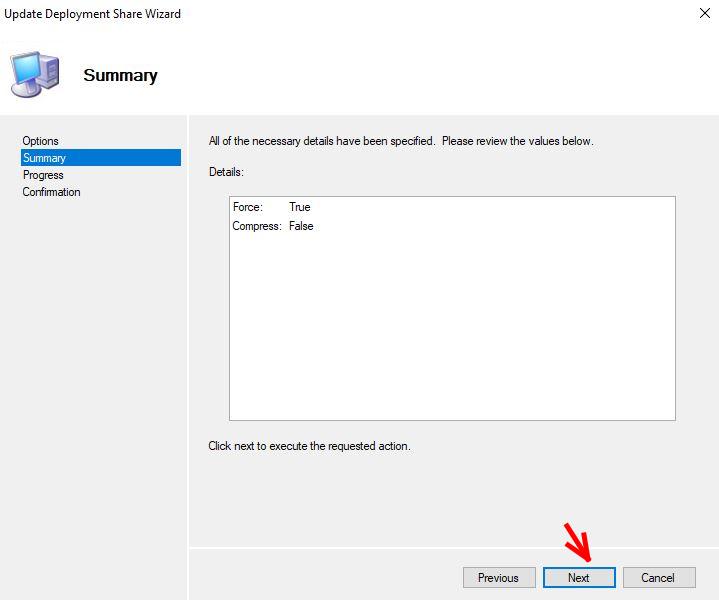 Update Deployment Share Wizard
Summary
Options
Summary
Progress
Confirmation
All of the necessary details have been specified.  Please review the values below.
Details:
Force: True
Compress: False
Click next to execute the requested action.
Previous Next Cancel